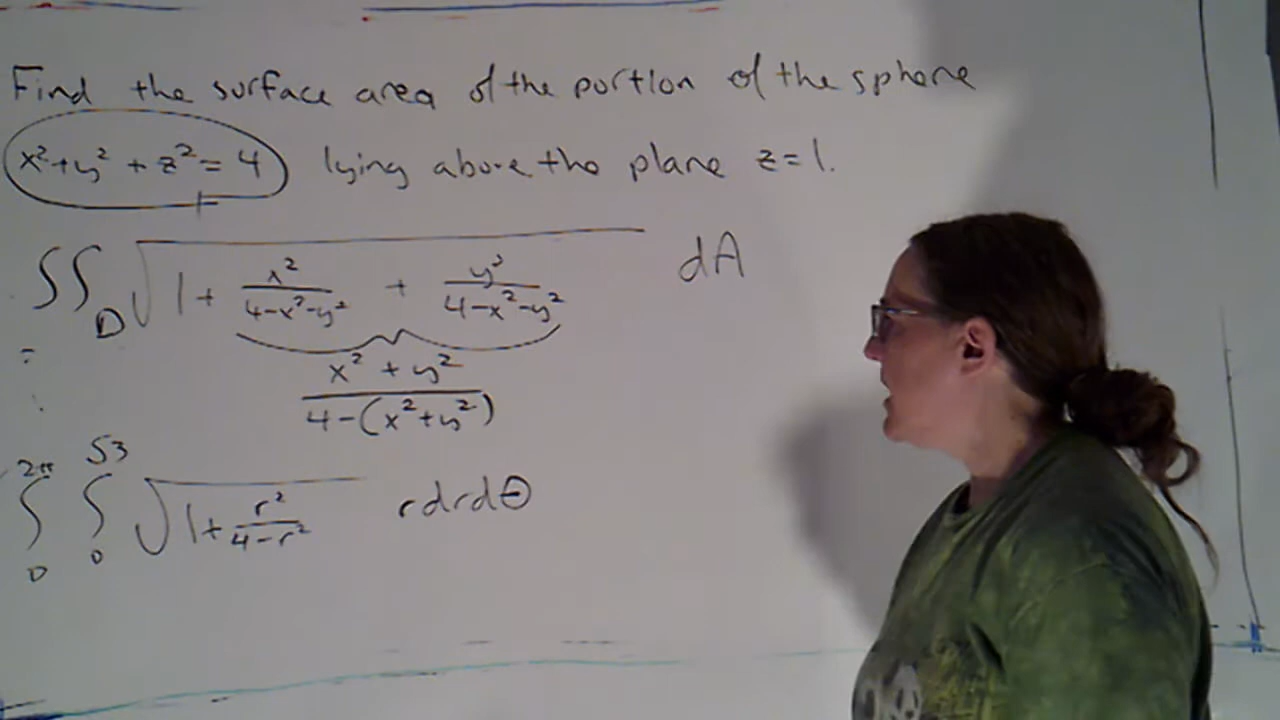 Find the surface area of the portion of the sphere
x²+y²+z²=4 lying above the plane z=1.
∫∫_D √(1 + x²/(4-x²-y²) + y²/(4-x²-y²)) dA
=
(x²+y²)/(4-(x²+y²))
∫_0^{2π} ∫_0^{√3} √(1+r²/(4-r²)) r dr dθ